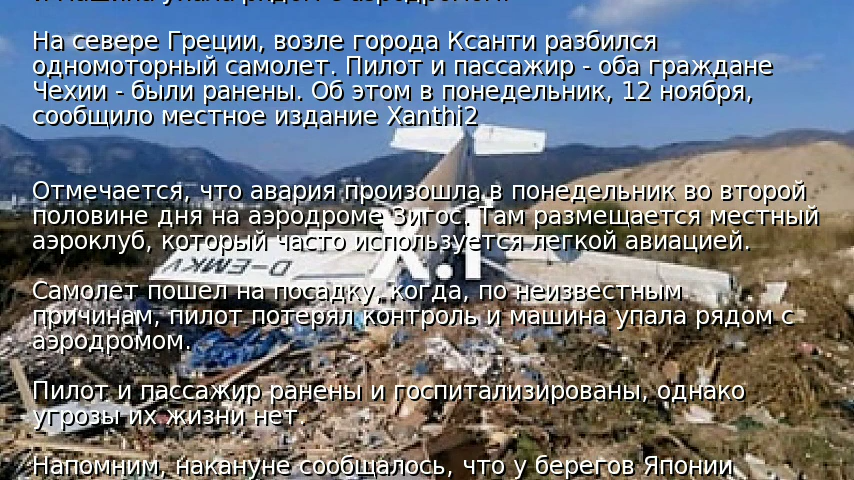 и машина упала рядом с аэродромом.
На севере Греции, возле города Ксанти разбился
одномоторный самолет. Пилот и пассажир - оба граждане
Чехии - были ранены. Об этом в понедельник, 12 ноября,
сообщило местное издание Xanthi2
Отмечается, что авария произошла в понедельник во второй
половине дня на аэродроме Зигос. Там размещается местный
аэроклуб, который часто используется легкой авиацией.
X.i
D-EMKV
Самолет пошел на посадку, когда, по неизвестным
причинам, пилот потерял контроль и машина упала рядом с
аэродромом.
Пилот и пассажир ранены и госпитализированы, однако
угрозы их жизни нет.
Напомним, накануне сообщалось, что у берегов Японии